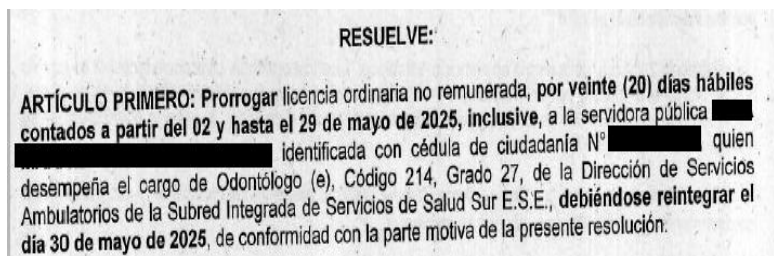 RESUELVE:
ARTÍCULO PRIMERO: Prorrogar licencia ordinaria no remunerada, por veinte (20) días hábiles
contados a partir del 02 y hasta el 29 de mayo de 2025, inclusive, a la servidora pública
identificada con cédula de ciudadanía N° quien
desempeña el cargo de Odontólogo (e), Código 214, Grado 27, de la Dirección de Servicios
Ambulatorios de la Subred Integrada de Servicios de Salud Sur E.S.E., debiéndose reintegrar el
día 30 de mayo de 2025, de conformidad con la parte motiva de la presente resolución.